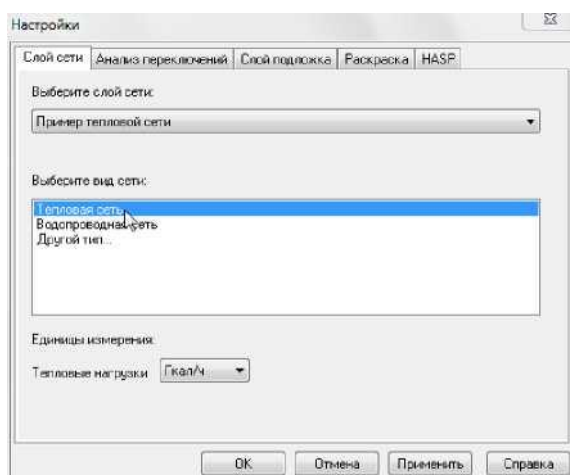 Настройки
Слой сети Анализ переключений Слой подложка Раскраска HASP
Выберите слой сети:
Пример тепловой сети
Выберите вид сети:
Тепловая сеть
Водопроводная сеть
Другой тип...
Единицы измерения:
Тепловые нагрузки Гкал/ч
OK Отмена Применить Справка